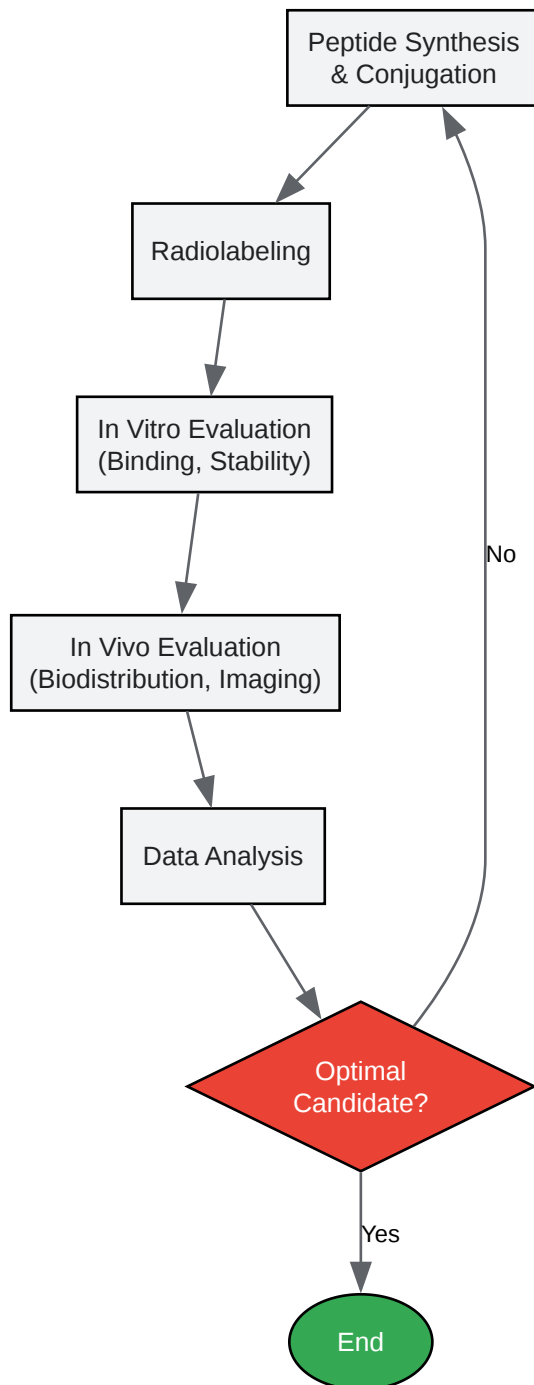 Peptide Synthesis
& Conjugation
Radiolabeling
In Vitro Evaluation
(Binding, Stability)
No
In Vivo Evaluation
(Biodistribution, Imaging)
Data Analysis
Optimal
Candidate?
Yes
End